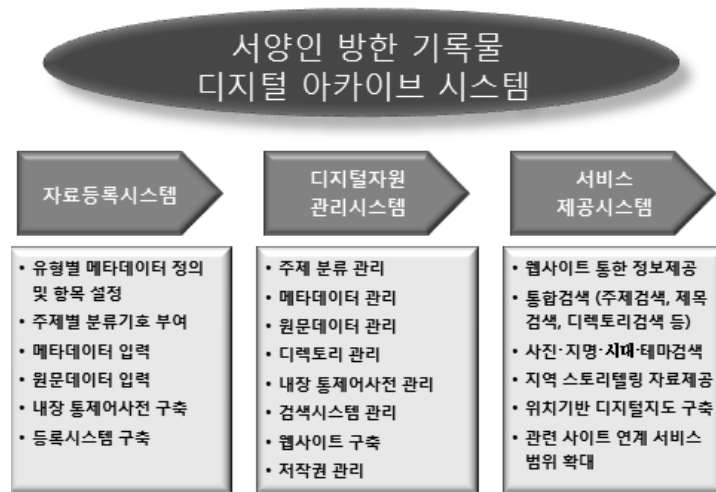 서양인 방한 기록물
디지털 아카이브 시스템
자료등록시스템
• 유형별 메타데이터 정의
및 항목 설정
• 주제별 분류기호 부여
• 메타데이터 입력
• 원문데이터 입력
• 내장 통제어사전 구축
• 등록시스템 구축
디지털자원
관리시스템
• 주제 분류 관리
• 메타데이터 관리
• 원문데이터 관리
• 디렉토리 관리
• 내장 통제어사전 관리
• 검색시스템 관리
• 웹사이트 구축
• 저작권 관리
서비스
제공시스템
• 웹사이트 통한 정보제공
• 통합검색 (주제검색, 제목
검색, 디렉토리검색 등)
• 사진·지명·시대·테마검색
• 지역 스토리텔링 자료제공
• 위치기반 디지털지도 구축
• 관련 사이트 연계 서비스
범위 확대